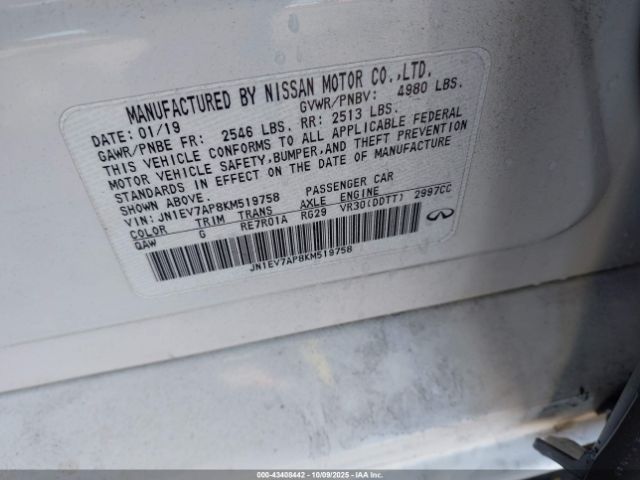 MANUFACTURED BY NISSAN MOTOR CO.,LTD.
DATE: 01/19 GVWR/PNBV: 4980 LBS.
GAWR/PNBE FR: 2546 LBS. RR: 2513 LBS.
THIS VEHICLE CONFORMS TO ALL APPLICABLE FEDERAL
MOTOR VEHICLE SAFETY, BUMPER, AND THEFT PREVENTION
STANDARDS IN EFFECT ON THE DATE OF MANUFACTURE
SHOWN ABOVE.
VIN: JN1EV7AP8KM519758 PASSENGER CAR
COLOR TRIM TRANS AXLE ENGINE
QAW G RE7R01A RG29 VR30(DDTT) 2997CC
JN1EV7AP8KM519758
000-43408442 - 10/09/2025 - IAA Inc.